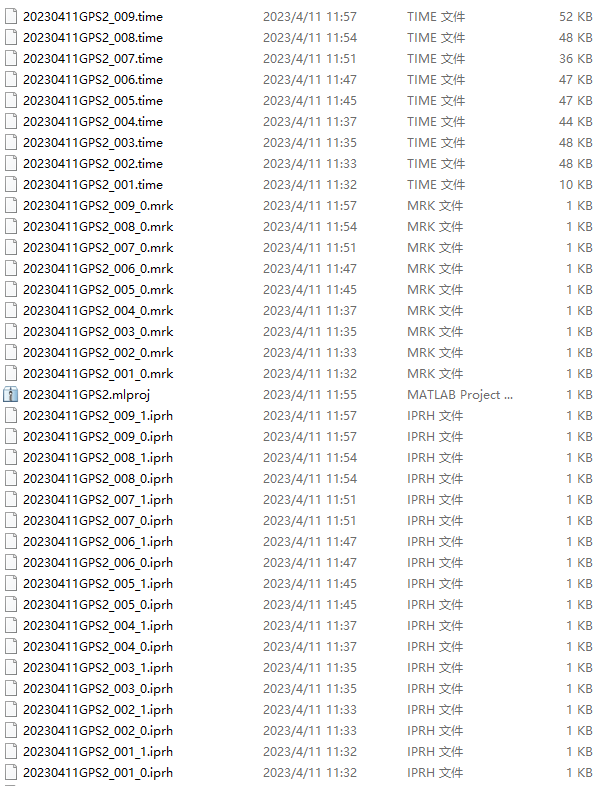 20230411GPS2_009.time 2023/4/11 11:57 TIME 文件 52 KB
20230411GPS2_008.time 2023/4/11 11:54 TIME 文件 48 KB
20230411GPS2_007.time 2023/4/11 11:51 TIME 文件 36 KB
20230411GPS2_006.time 2023/4/11 11:47 TIME 文件 47 KB
20230411GPS2_005.time 2023/4/11 11:45 TIME 文件 47 KB
20230411GPS2_004.time 2023/4/11 11:37 TIME 文件 44 KB
20230411GPS2_003.time 2023/4/11 11:35 TIME 文件 48 KB
20230411GPS2_002.time 2023/4/11 11:33 TIME 文件 48 KB
20230411GPS2_001.time 2023/4/11 11:32 TIME 文件 10 KB
20230411GPS2_009_0.mrk 2023/4/11 11:57 MRK 文件 1 KB
20230411GPS2_008_0.mrk 2023/4/11 11:54 MRK 文件 1 KB
20230411GPS2_007_0.mrk 2023/4/11 11:51 MRK 文件 1 KB
20230411GPS2_006_0.mrk 2023/4/11 11:47 MRK 文件 1 KB
20230411GPS2_005_0.mrk 2023/4/11 11:45 MRK 文件 1 KB
20230411GPS2_004_0.mrk 2023/4/11 11:37 MRK 文件 1 KB
20230411GPS2_003_0.mrk 2023/4/11 11:35 MRK 文件 1 KB
20230411GPS2_002_0.mrk 2023/4/11 11:33 MRK 文件 1 KB
20230411GPS2_001_0.mrk 2023/4/11 11:32 MRK 文件 1 KB
20230411GPS2.mlproj 2023/4/11 11:55 MATLAB Project ... 1 KB
20230411GPS2_009_1.iprh 2023/4/11 11:57 IPRH 文件 1 KB
20230411GPS2_009_0.iprh 2023/4/11 11:57 IPRH 文件 1 KB
20230411GPS2_008_1.iprh 2023/4/11 11:54 IPRH 文件 1 KB
20230411GPS2_008_0.iprh 2023/4/11 11:54 IPRH 文件 1 KB
20230411GPS2_007_1.iprh 2023/4/11 11:51 IPRH 文件 1 KB
20230411GPS2_007_0.iprh 2023/4/11 11:51 IPRH 文件 1 KB
20230411GPS2_006_1.iprh 2023/4/11 11:47 IPRH 文件 1 KB
20230411GPS2_006_0.iprh 2023/4/11 11:47 IPRH 文件 1 KB
20230411GPS2_005_1.iprh 2023/4/11 11:45 IPRH 文件 1 KB
20230411GPS2_005_0.iprh 2023/4/11 11:45 IPRH 文件 1 KB
20230411GPS2_004_1.iprh 2023/4/11 11:37 IPRH 文件 1 KB
20230411GPS2_004_0.iprh 2023/4/11 11:37 IPRH 文件 1 KB
20230411GPS2_003_1.iprh 2023/4/11 11:35 IPRH 文件 1 KB
20230411GPS2_003_0.iprh 2023/4/11 11:35 IPRH 文件 1 KB
20230411GPS2_002_1.iprh 2023/4/11 11:33 IPRH 文件 1 KB
20230411GPS2_002_0.iprh 2023/4/11 11:33 IPRH 文件 1 KB
20230411GPS2_001_1.iprh 2023/4/11 11:32 IPRH 文件 1 KB
20230411GPS2_001_0.iprh 2023/4/11 11:32 IPRH 文件 1 KB